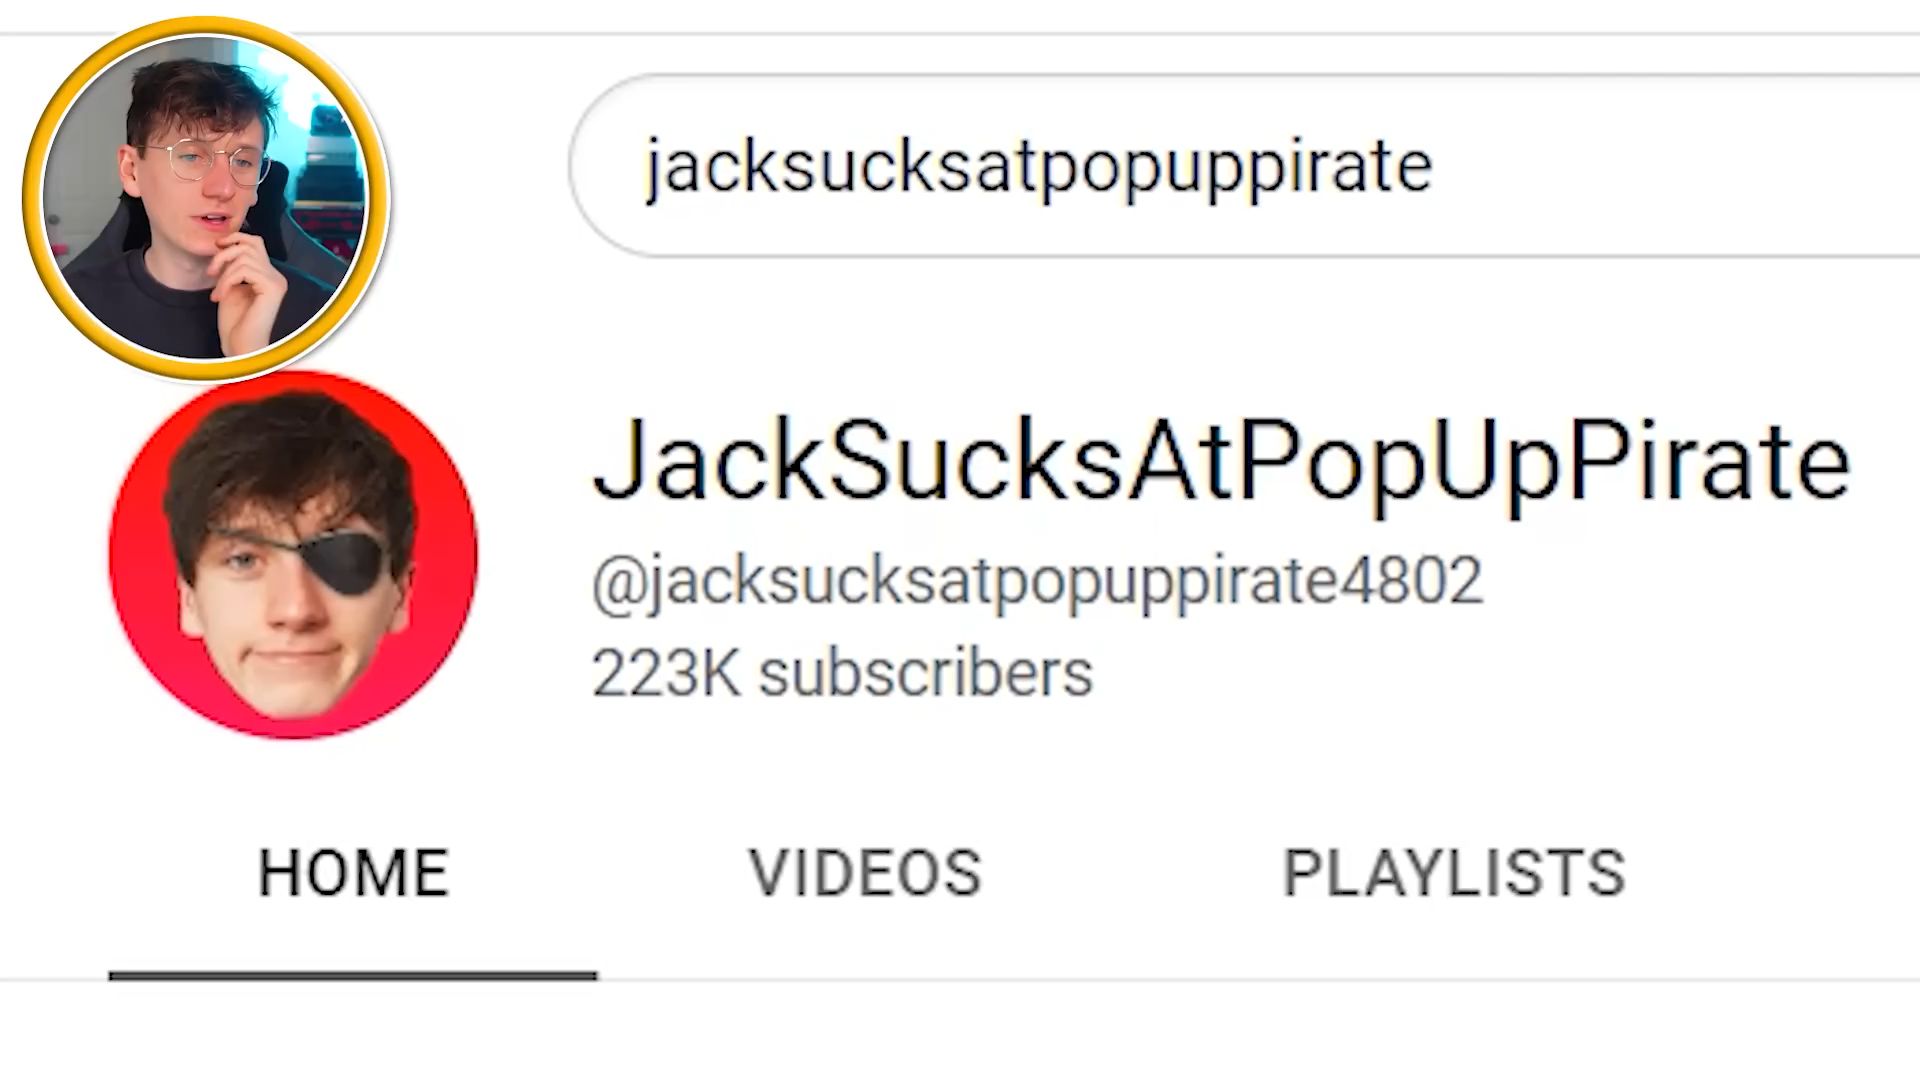 jacksucksatpopuppirate
JackSucksAtPopUpPirate
@jacksucksatpopuppirate4802
223K subscribers
HOME VIDEOS PLAYLISTS